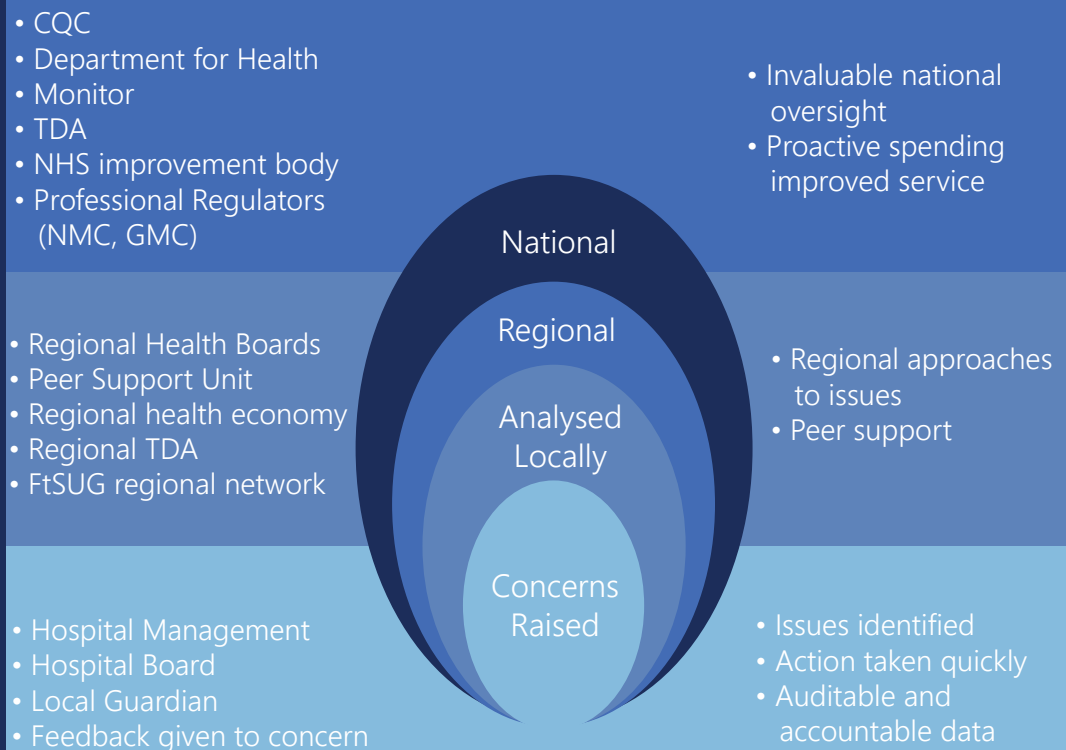 • CQC
• Department for Health
• Monitor
• TDA
• NHS improvement body
• Professional Regulators
(NMC, GMC)
• Invaluable national
oversight
• Proactive spending
improved service
National
Regional
Analysed
Locally
Concerns
Raised
• Regional Health Boards
• Peer Support Unit
• Regional health economy
• Regional TDA
• FtSUG regional network
• Regional approaches
to issues
• Peer support
• Hospital Management
• Hospital Board
• Local Guardian
• Feedback given to concern
• Issues identified
• Action taken quickly
• Auditable and
accountable data